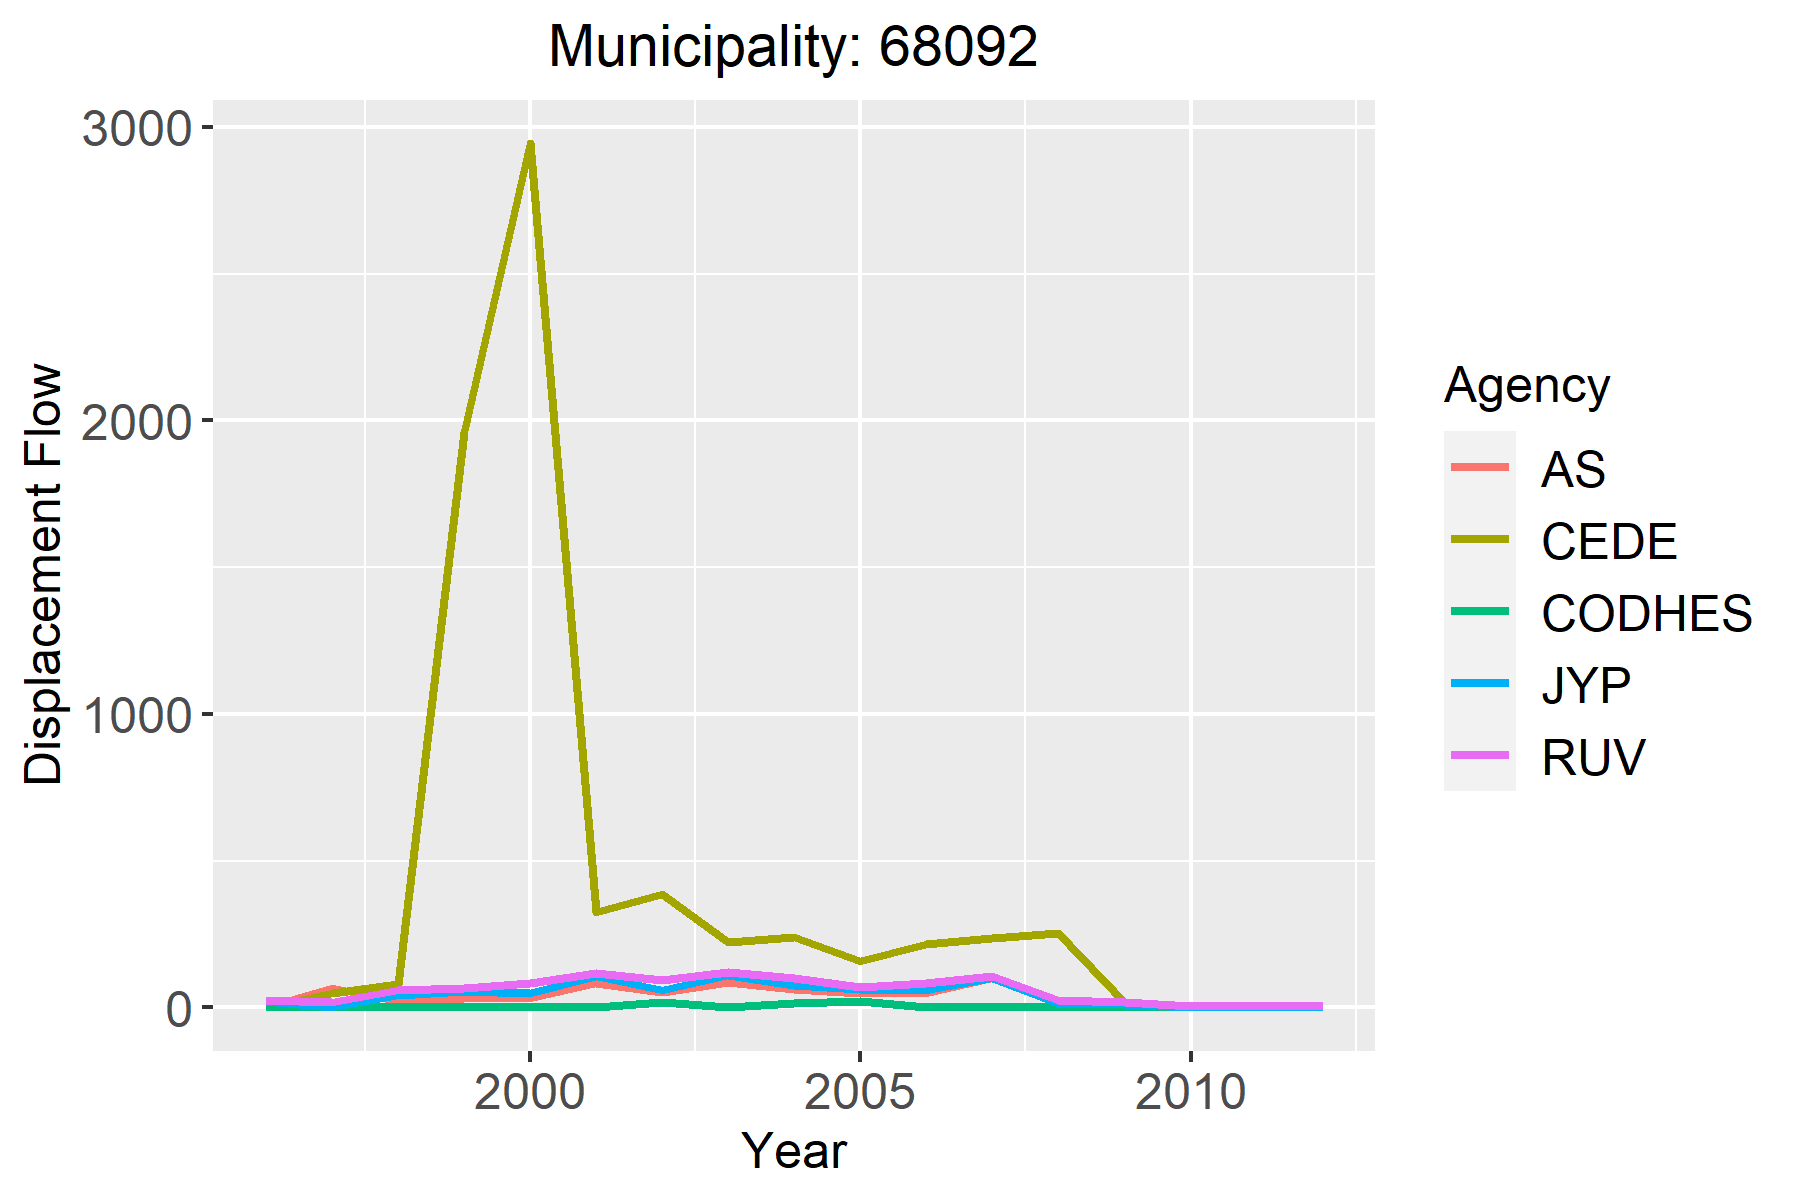 Municipality: 68092
3000
2000
1000
0
Displacement Flow
2000
2005
2010
Year
Agency
AS
CEDE
CODHES
JYP
RUV